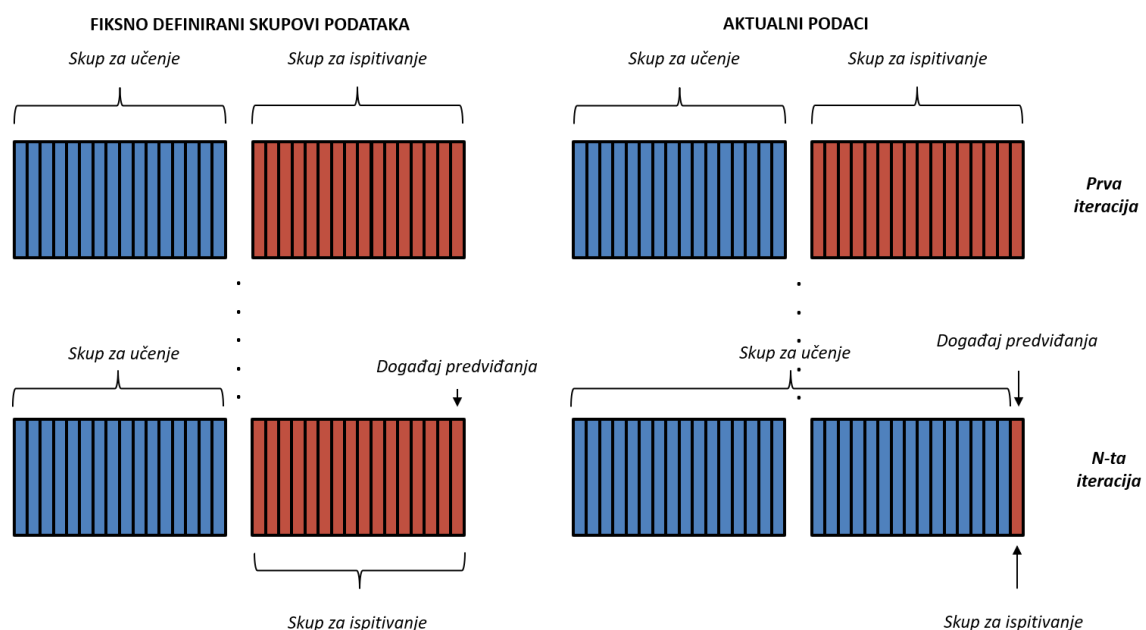 FIKSNO DEFINIRANI SKUPOVI PODATAKA
AKTUALNI PODACI
Skup za učenje
Skup za ispitivanje
Skup za učenje
Skup za ispitivanje
Prva
iteracija
Skup za učenje
Događaj predviđanja
Skup za učenje
Događaj predviđanja
N-ta
iteracija
Skup za ispitivanje
Skup za ispitivanje